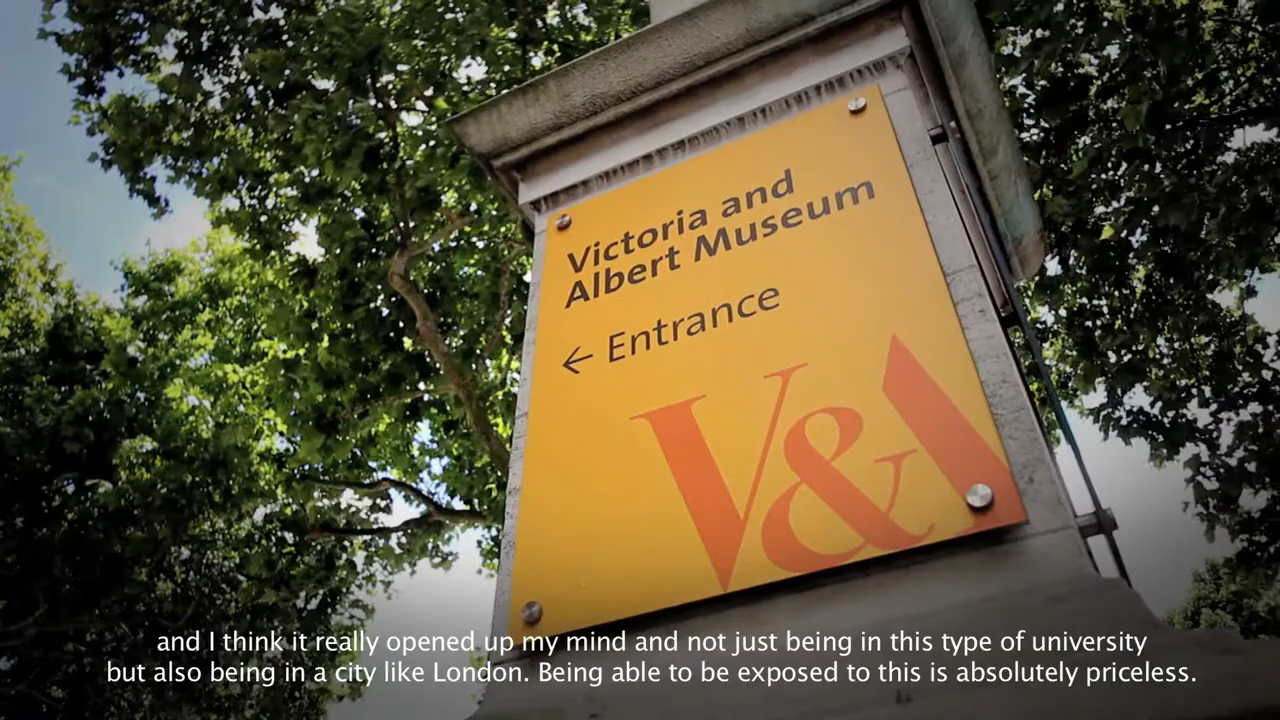 Victoria and
Albert Museum
← Entrance
V&A
and I think it really opened up my mind and not just being in this type of university
but also being in a city like London. Being able to be exposed to this is absolutely priceless.